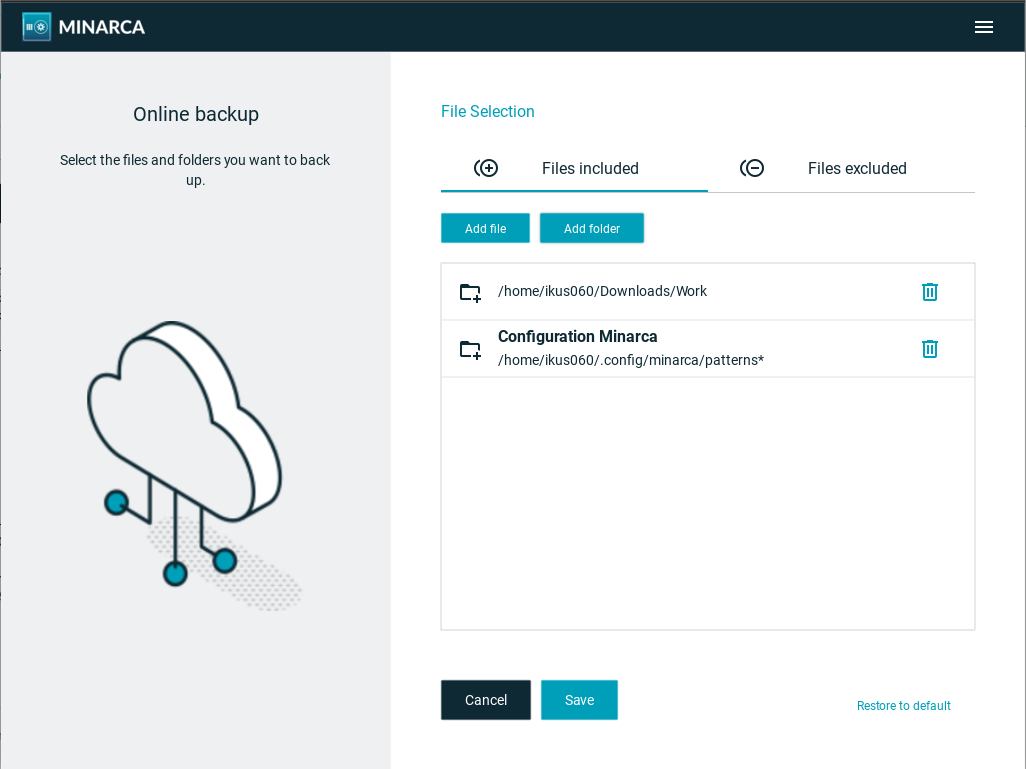 MINARCA
Online backup
Select the files and folders you want to back
up.
File Selection
Files included
Files excluded
Add file
Add folder
/home/ikus060/Downloads/Work
Configuration Minarca
/home/ikus060/.config/minarca/patterns*
Cancel
Save
Restore to default